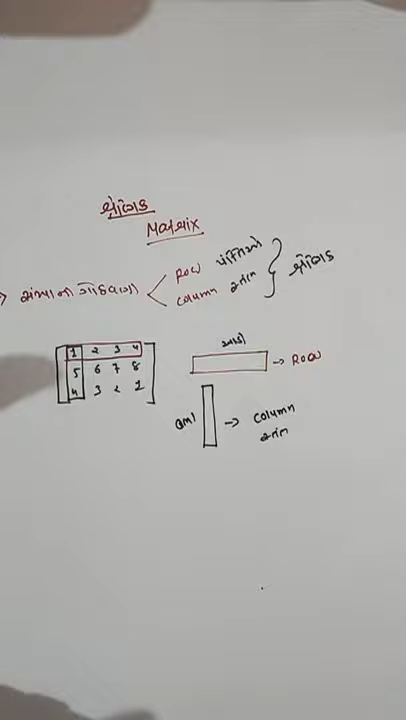 શ્રેણિક
Matrix
→ સંખ્યાની ગોઠવણી
Row પંક્તિઓ
column સ્તંભ
શ્રેણિક
1 2 3 4
5 6 7 8
4 3 2 1
આડી
→ Row
ઊભી
→ column
સ્તંભ